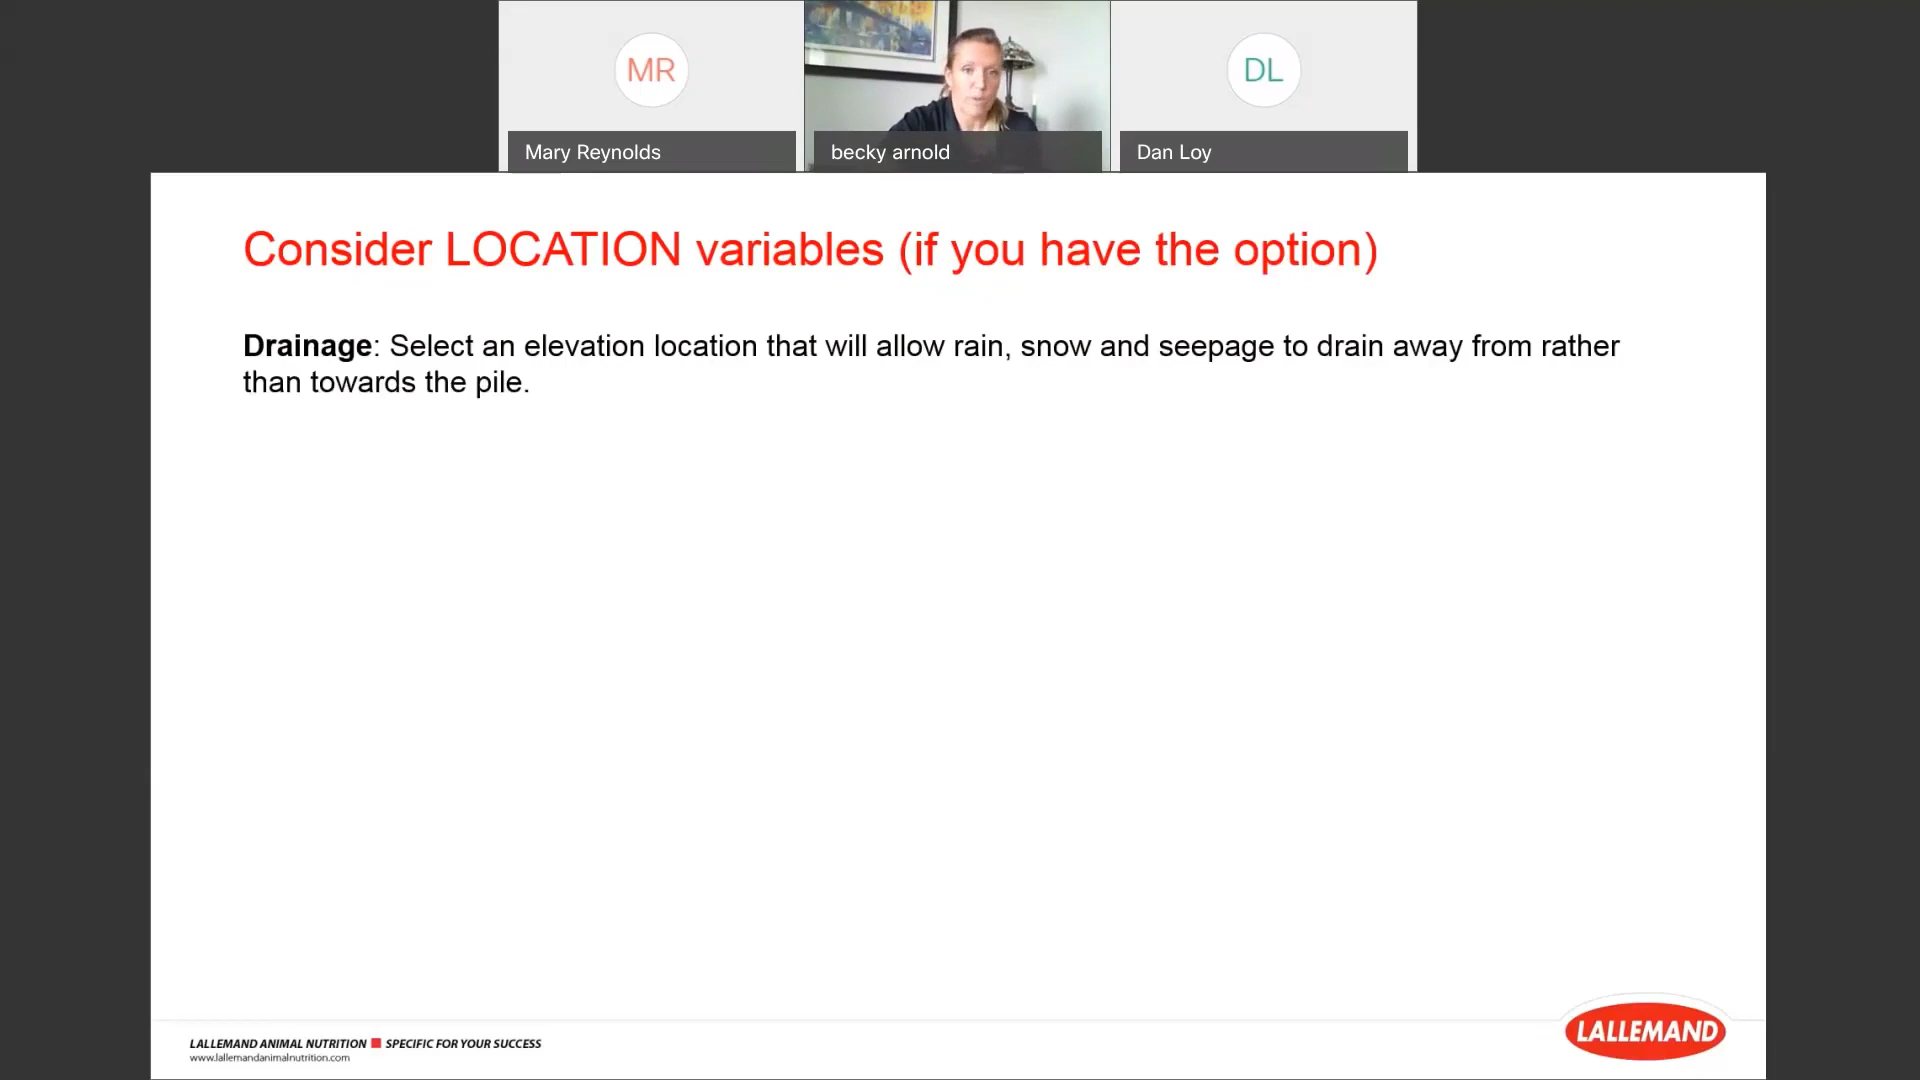 MR
DL
Mary Reynolds
becky arnold
Dan Loy
Consider LOCATION variables (if you have the option)
Drainage: Select an elevation location that will allow rain, snow and seepage to drain away from rather
than towards the pile.
LALLEMAND ANIMAL NUTRITION SPECIFIC FOR YOUR SUCCESS
www.lallemandanimalnutrition.com
LALLEMAND